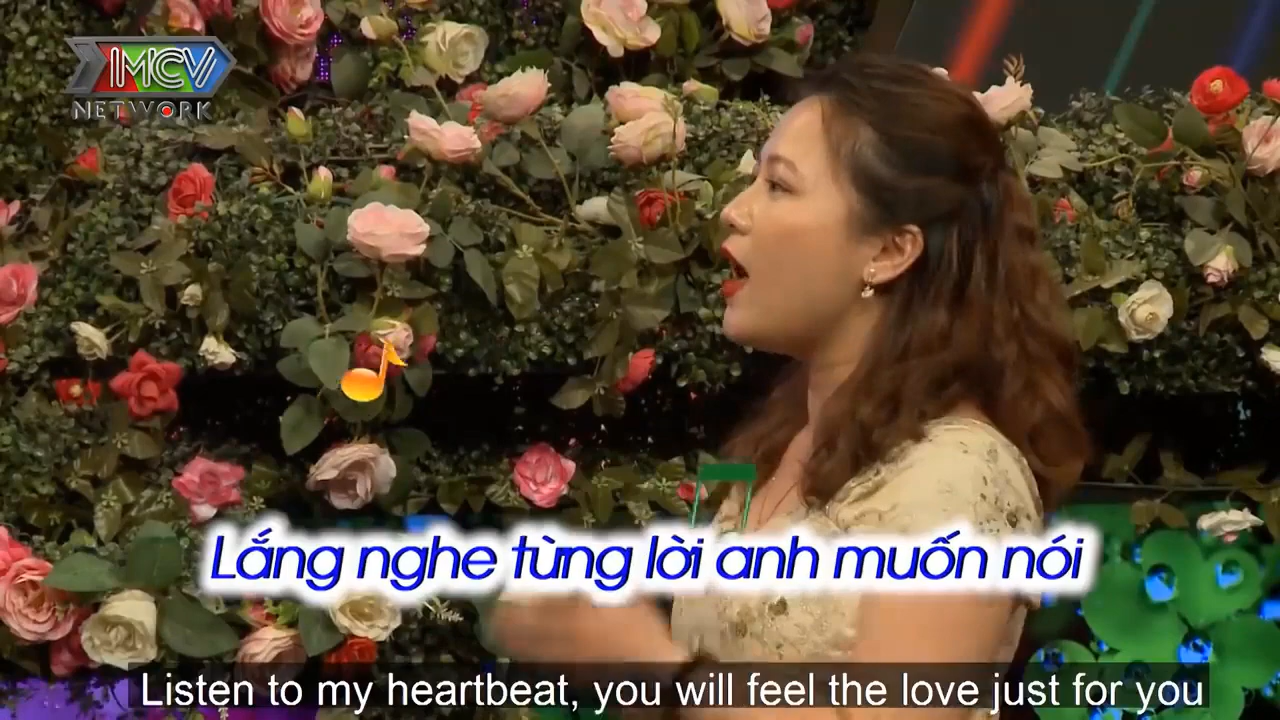 MCV
NETWORK
Lắng nghe từng lời anh muốn nói
Listen to my heartbeat, you will feel the love just for you